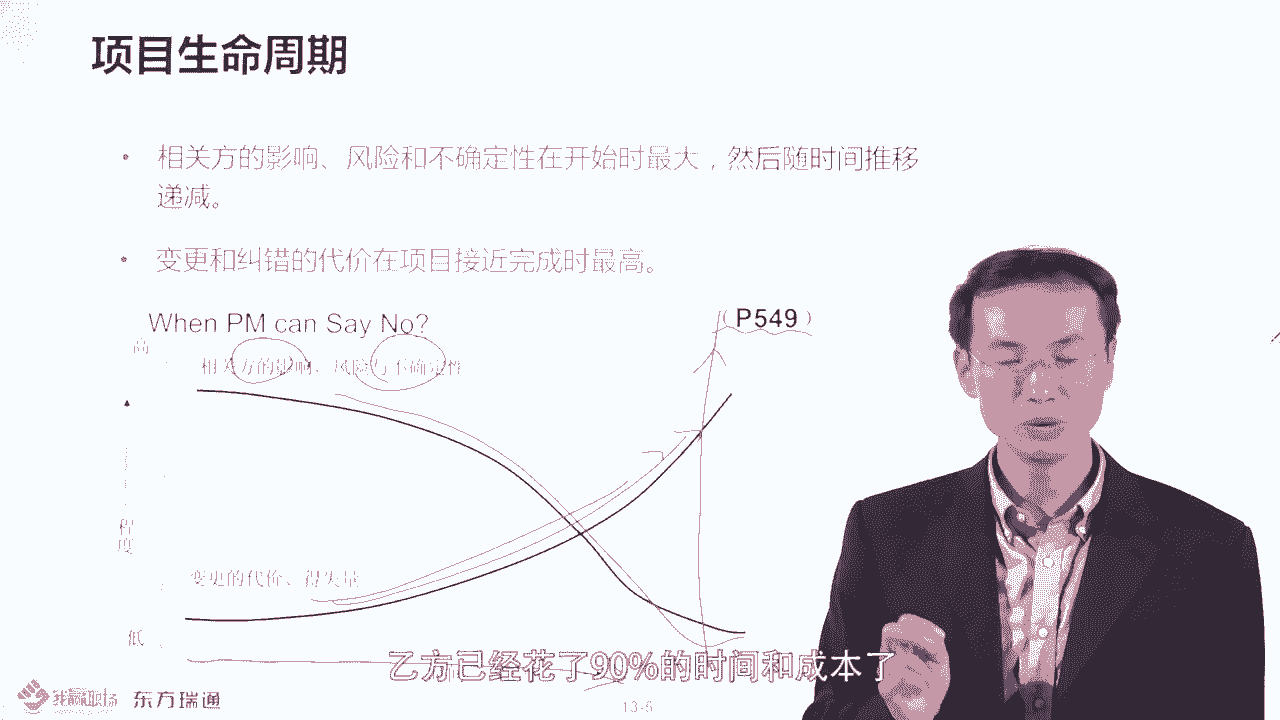 项目生命周期
• 相关方的影响、风险和不确定性在开始时最大，然后随时间推移
递减。
• 变更和纠错的代价在项目接近完成时最高。
When PM can Say No?
（P549）
高
相关方的影响、风险与不确定性
程
度
变更的代价、得失量
低
乙方已经花了90%的时间和成本了
东方瑞通
13-5